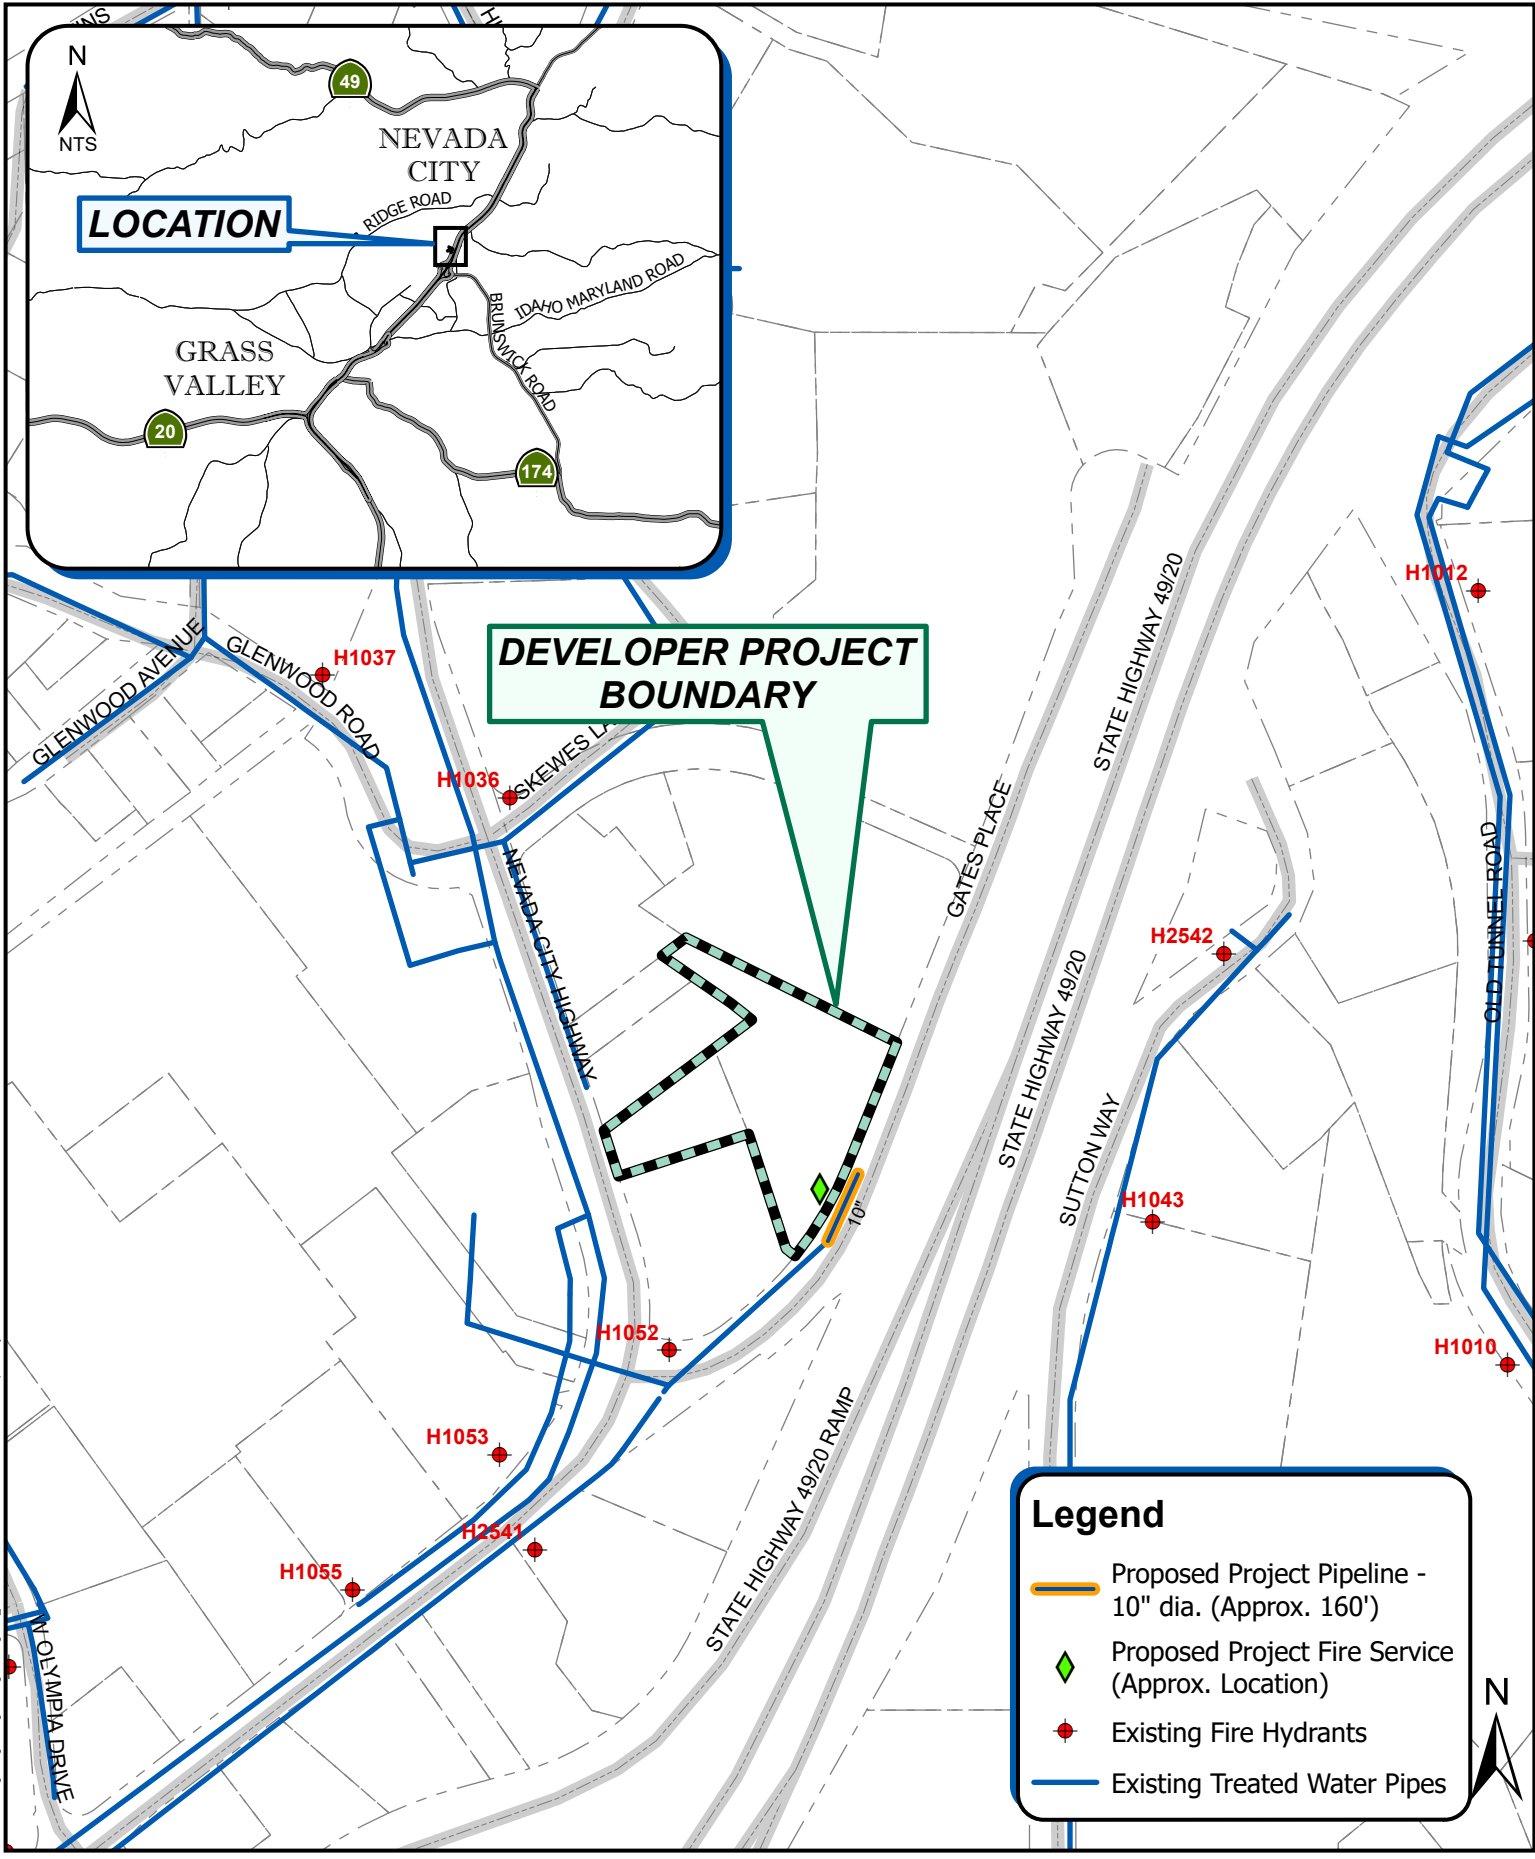 N
NTS
49
NEVADA
CITY
RIDGE ROAD
LOCATION
IDAHO MARYLAND ROAD
BRUNSWICK ROAD
GRASS
VALLEY
20
174
H1012
STATE HIGHWAY 49/20
GLENWOOD AVENUE
GLENWOOD ROAD
H1037
DEVELOPER PROJECT
BOUNDARY
H1036
SKEWES LA
GATES PLACE
OLD TUNNEL ROAD
NEVADA CITY HIGHWAY
H2542
STATE HIGHWAY 49/20
SUTTON WAY
H1043
10"
H1052
H1010
H1053
STATE HIGHWAY 49/20 RAMP
H2541
H1055
W OLYMPIA DRIVE
Legend
Proposed Project Pipeline -
10" dia. (Approx. 160')
Proposed Project Fire Service
(Approx. Location)
Existing Fire Hydrants
Existing Treated Water Pipes
N